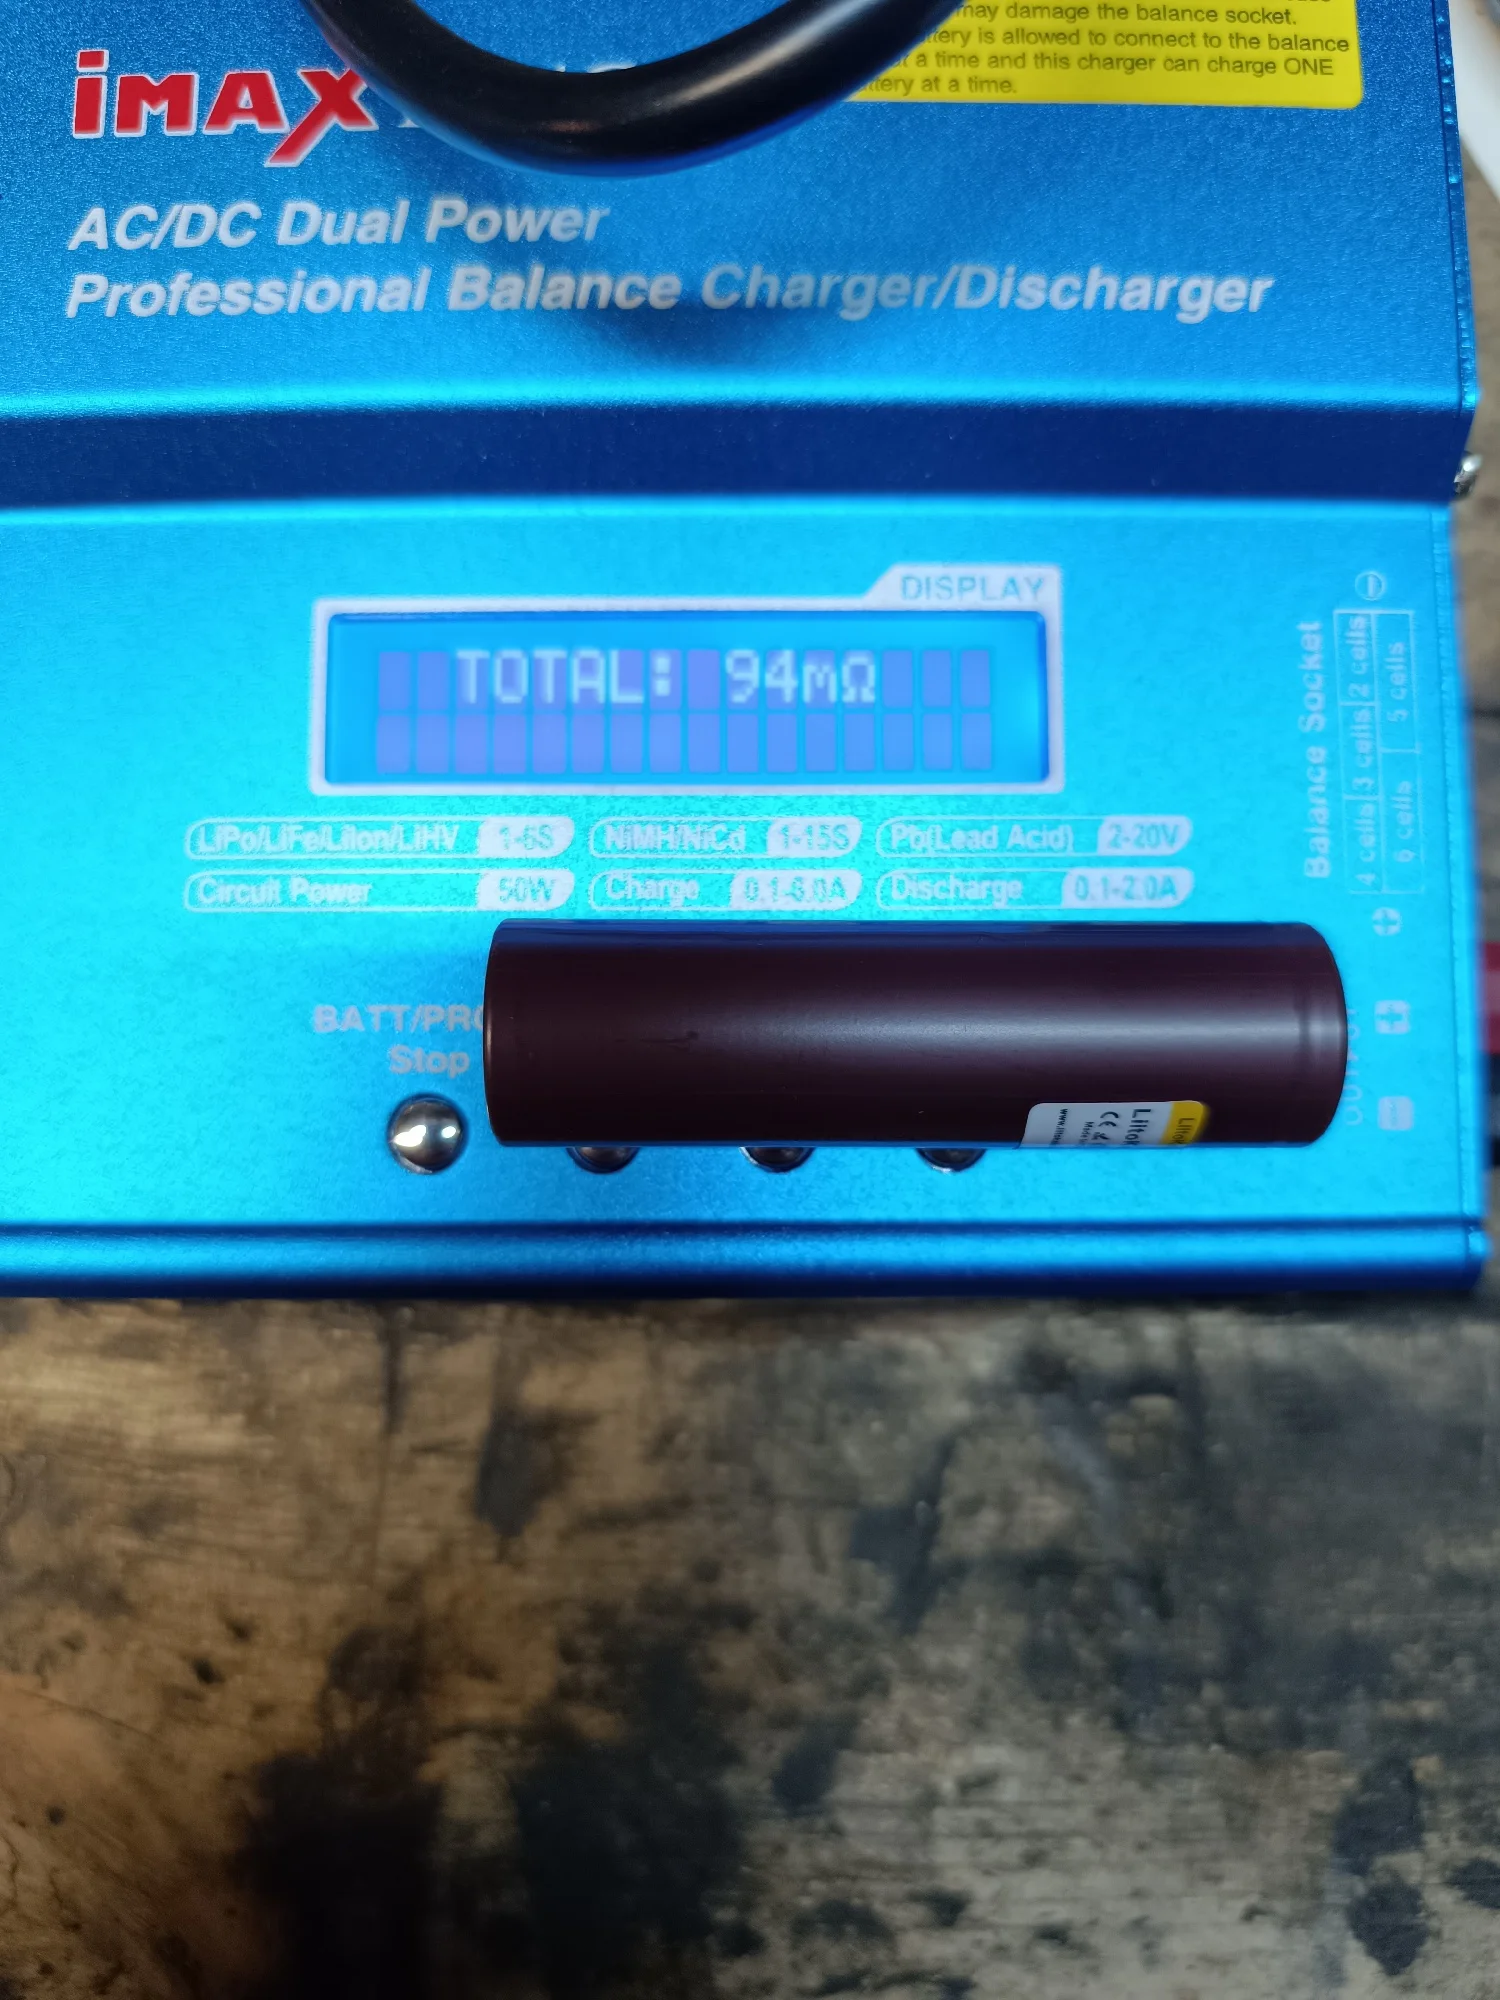 may damage the balance socket.
is allowed to connect to the balance
a time and this charger can charge ONE
at a time.
iMAX
AC/DC Dual Power
Professional Balance Charger/Discharger
DISPLAY
TOTAL: 94mΩ
LiPo/LiFe/LiIon/LiHV 1-6S NiMH/NiCd 1-15S Pb(Lead Acid) 2-20V
Circuit Power 50W Charge 0.1-6.0A Discharge 0.1-2.0A
Balance Socket
2 cells
3 cells
4 cells
5 cells
6 cells
Stop
CE